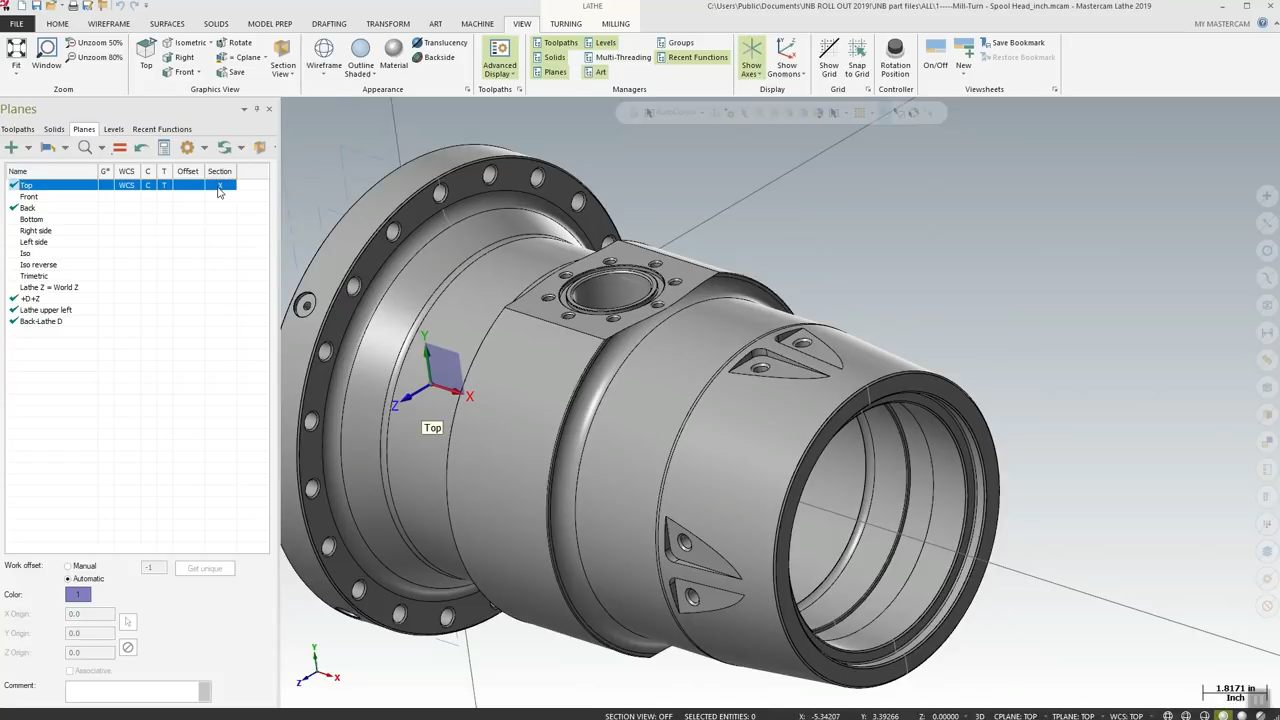 LATHE
C:\Users\Public\Documents\UNB ROLL OUT 2019!\JNB part files\ALL\1-----Mill-Turn - Spool Head_inch.mcam - Mastercam Lathe 2019
FILE HOME WIREFRAME SURFACES SOLIDS MODEL PREP DRAFTING TRANSFORM ART MACHINE VIEW TURNING MILLING MY MASTERCAM
Fit Window Unzoom 50% Unzoom 80%
Zoom
Top Isometric Right Front Rotate = Cplane Save Section View
Graphics View
Wireframe Outline Shaded Material Translucency Backside
Appearance
Advanced Display
Toolpaths
Toolpaths Levels Groups
Solids Multi-Threading Recent Functions
Planes Art
Managers
Show Axes Show Gnomons
Display
Show Grid Snap to Grid
Grid
Rotation Position
Controller
On/Off New Save Bookmark Restore Bookmark
Viewsheets
Planes
Toolpaths Solids Planes Levels Recent Functions
Name G* WCS C T Offset Section
Top WCS C T X
Front
Back
Bottom
Right side
Left side
Iso
Iso reverse
Trimetric
Lathe Z = World Z
+D+Z
Lathe upper left
Back-Lathe D
Work offset: Manual -1 Get unique
Automatic
Color: 1
X Origin: 0.0
Y Origin: 0.0
Z Origin: 0.0
Associative
Comment:
AutoCursor
Y
X
Z
Top
Y
Z X
1.8171 in
Inch
SECTION VIEW: OFF SELECTED ENTITIES: 0 X: -5.34207 Y: 3.39266 Z: 0.00000 3D CPLANE: TOP TPLANE: TOP WCS: TOP